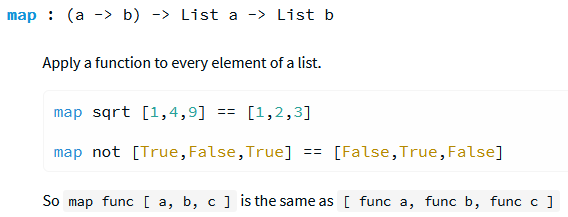 map : (a -> b) -> List a -> List b
Apply a function to every element of a list.
map sqrt [1,4,9] == [1,2,3]
map not [True,False,True] == [False,True,False]
So map func [ a, b, c ] is the same as [ func a, func b, func c ]